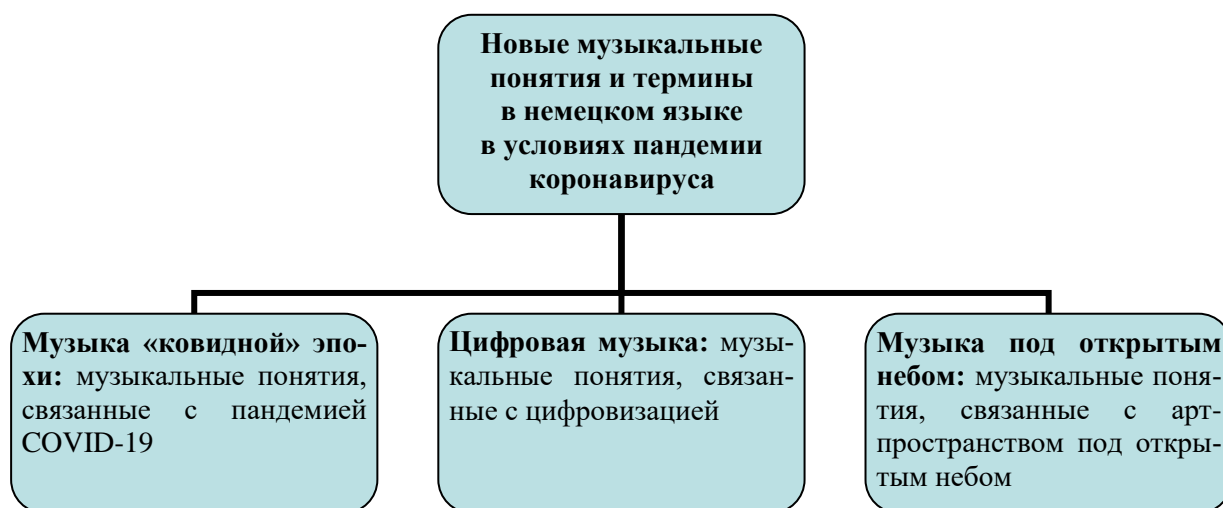 Новые музыкальные
понятия и термины
в немецком языке
в условиях пандемии
коронавируса
Музыка «ковидной» эпо-
хи: музыкальные понятия,
связанные с пандемией
COVID-19
Цифровая музыка: музы-
кальные понятия, связан-
ные с цифровизацией
Музыка под открытым
небом: музыкальные поня-
тия, связанные с арт-
пространством под откры-
тым небом